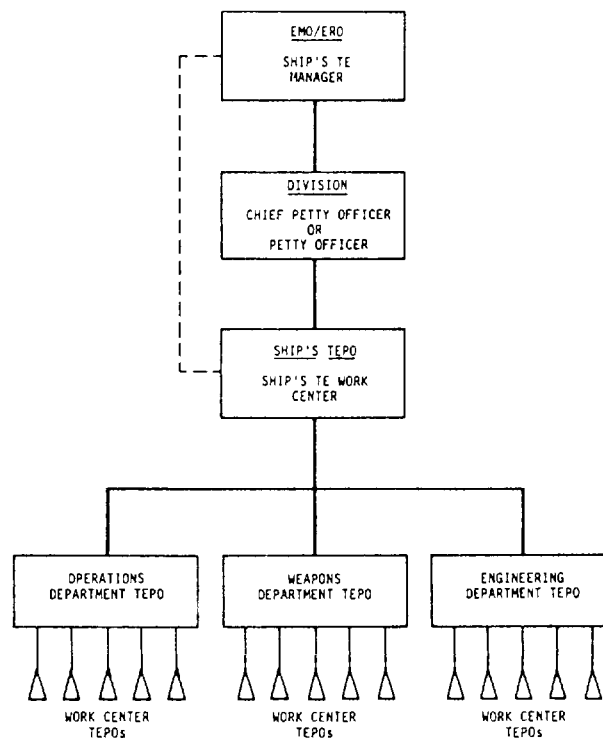 EMO/ERO
SHIP'S TE
MANAGER
DIVISION
CHIEF PETTY OFFICER
OR
PETTY OFFICER
SHIP'S TEPO
SHIP'S TE WORK
CENTER
OPERATIONS
DEPARTMENT TEPO
WEAPONS
DEPARTMENT TEPO
ENGINEERING
DEPARTMENT TEPO
WORK CENTER
TEPOs
WORK CENTER
TEPOs
WORK CENTER
TEPOs